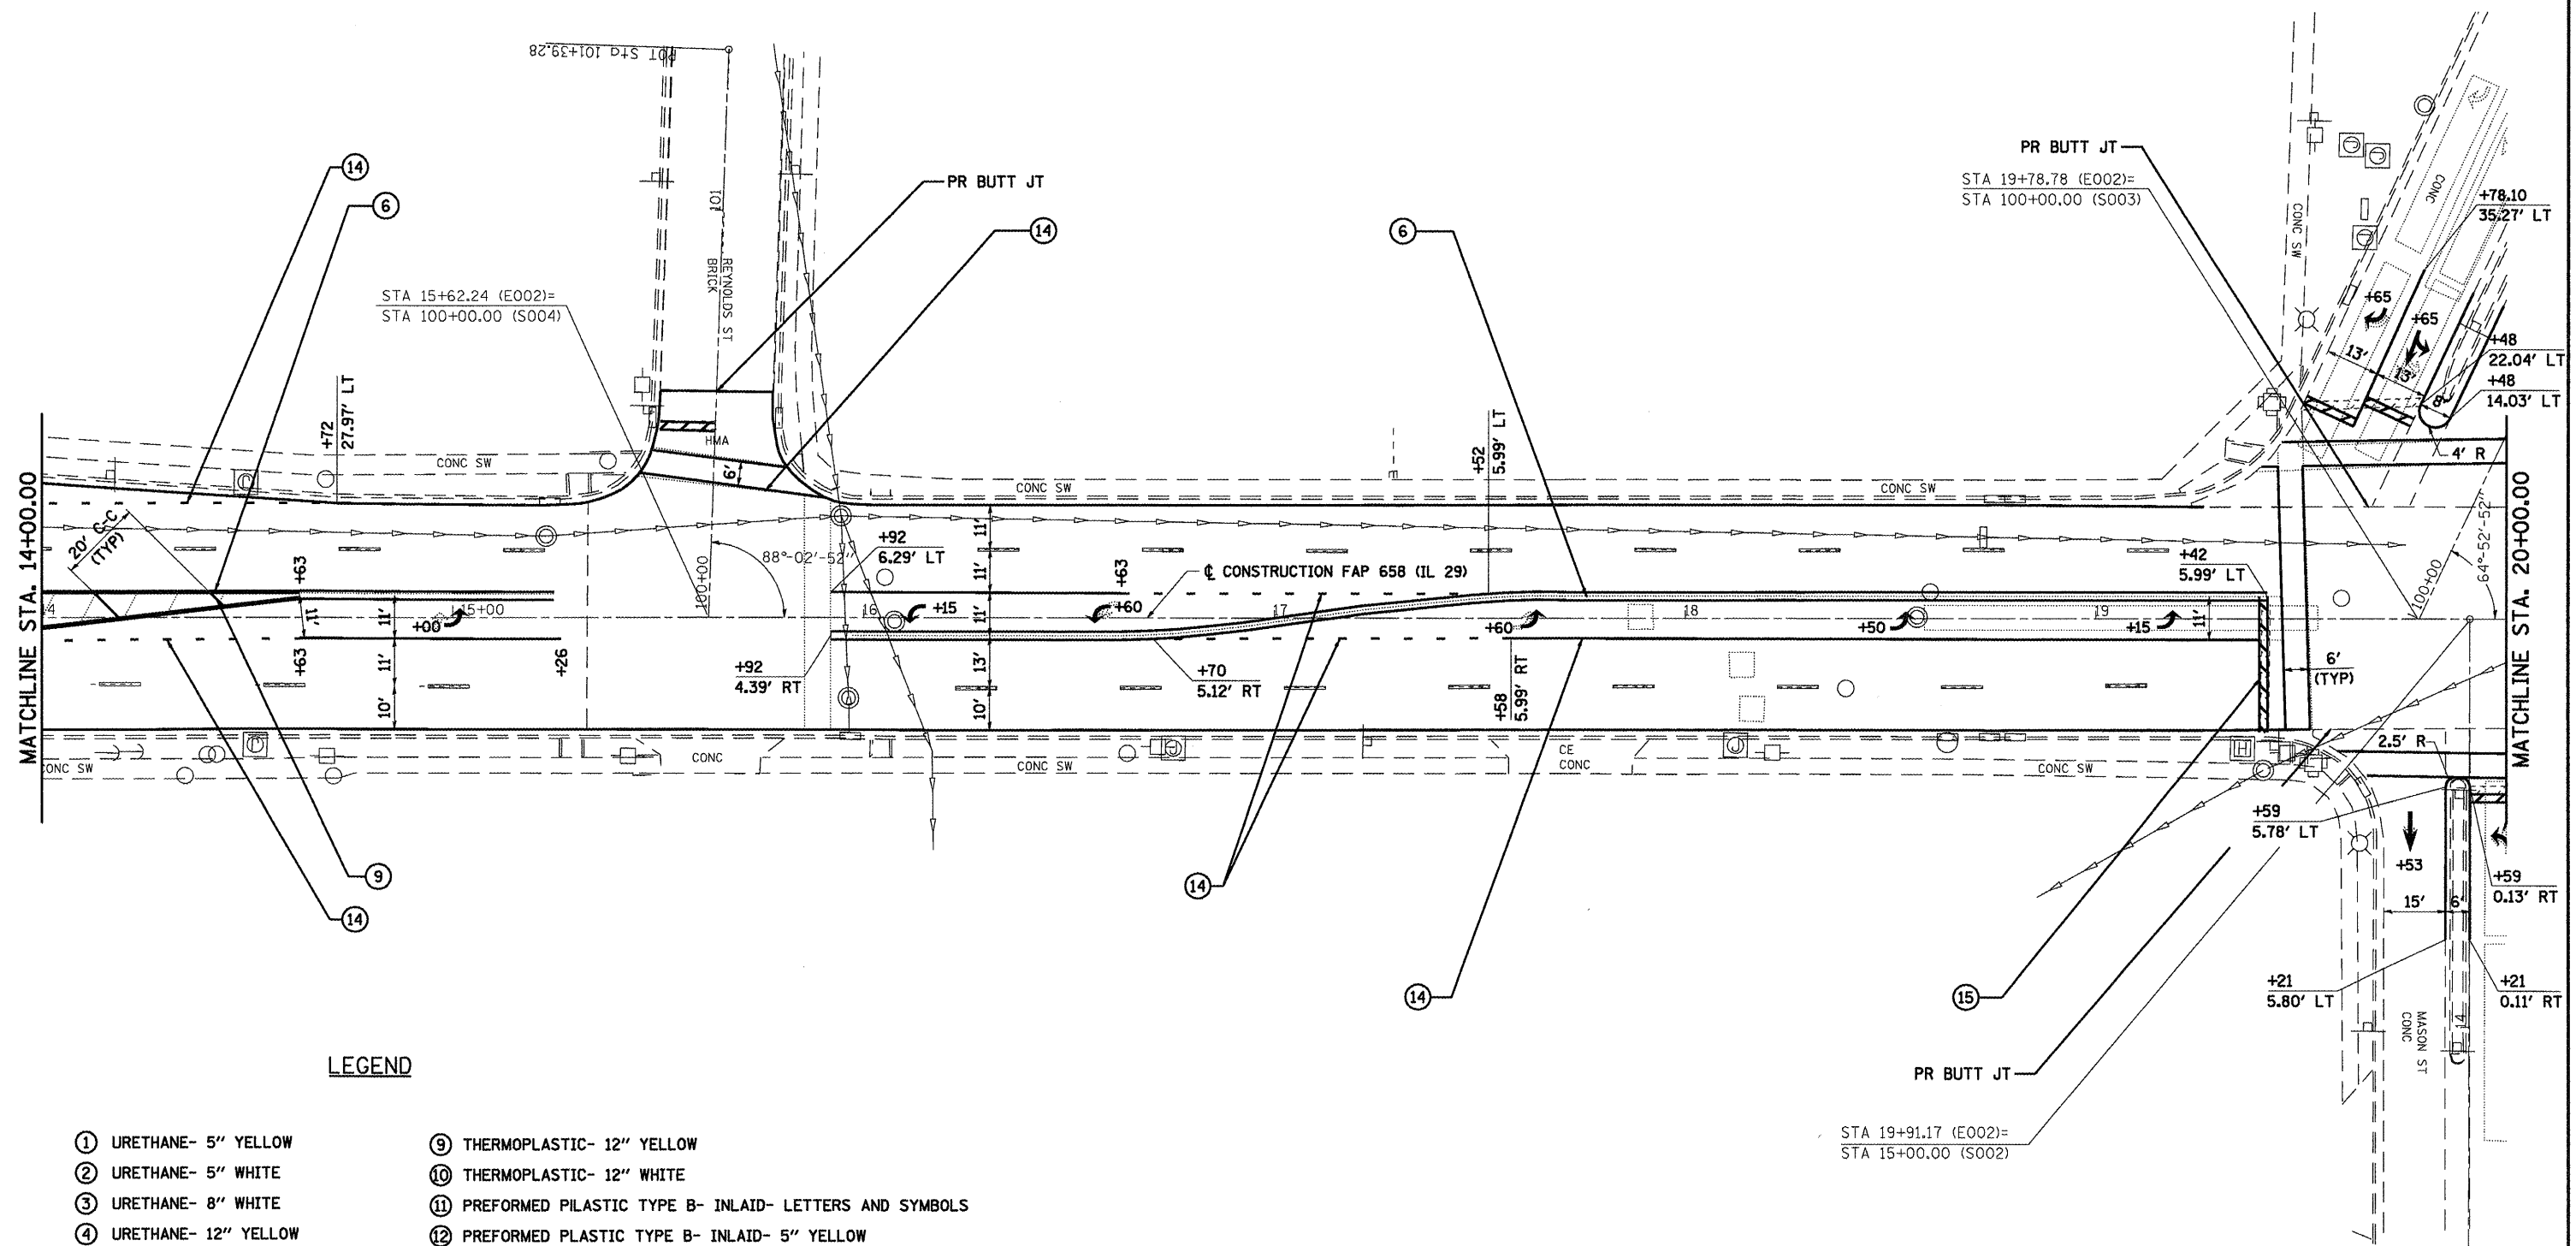 POT Sta 101+39.28
14
6
PR BUTT JT
14
6
PR BUTT JT
STA 19+78.78 (E002)=
STA 100+00.00 (S003)
CONC SW
CONC
+78.10
35.27' LT
101
REYNOLDS ST
BRICK
STA 15+62.24 (E002)=
STA 100+00.00 (S004)
+65
+65
13'
13'
+48
22.04' LT
+48
14.03' LT
8'
4' R
+72
27.97' LT
HMA
6'
CONC SW
CONC SW
+52
5.99' LT
CONC SW
MATCHLINE STA. 14+00.00
20' C-C
(TYP)
+63
11'
11'
+00
15+00
+63
11'
10'
+26
100+00
88°-02'-52"
+92
6.29' LT
16
+15
11'
11'
11'
13'
10'
+63
+60
℄ CONSTRUCTION FAP 658 (IL 29)
17
+60
18
+50
19
+15
+42
5.99' LT
11'
100+00
64°-52'-52"
MATCHLINE STA. 20+00.00
+92
4.39' RT
+70
5.12' RT
+58
5.99' RT
6'
(TYP)
CONC SW
CONC
CONC SW
CE
CONC
CONC SW
2.5' R
+59
5.78' LT
+53
+59
0.13' RT
15'
6'
9
14
14
14
15
+21
5.80' LT
+21
0.11' RT
MASON ST
CONC
14
PR BUTT JT
STA 19+91.17 (E002)=
STA 15+00.00 (S002)
LEGEND
1 URETHANE- 5" YELLOW
2 URETHANE- 5" WHITE
3 URETHANE- 8" WHITE
4 URETHANE- 12" YELLOW
9 THERMOPLASTIC- 12" YELLOW
10 THERMOPLASTIC- 12" WHITE
11 PREFORMED PILASTIC TYPE B- INLAID- LETTERS AND SYMBOLS
12 PREFORMED PLASTIC TYPE B- INLAID- 5" YELLOW